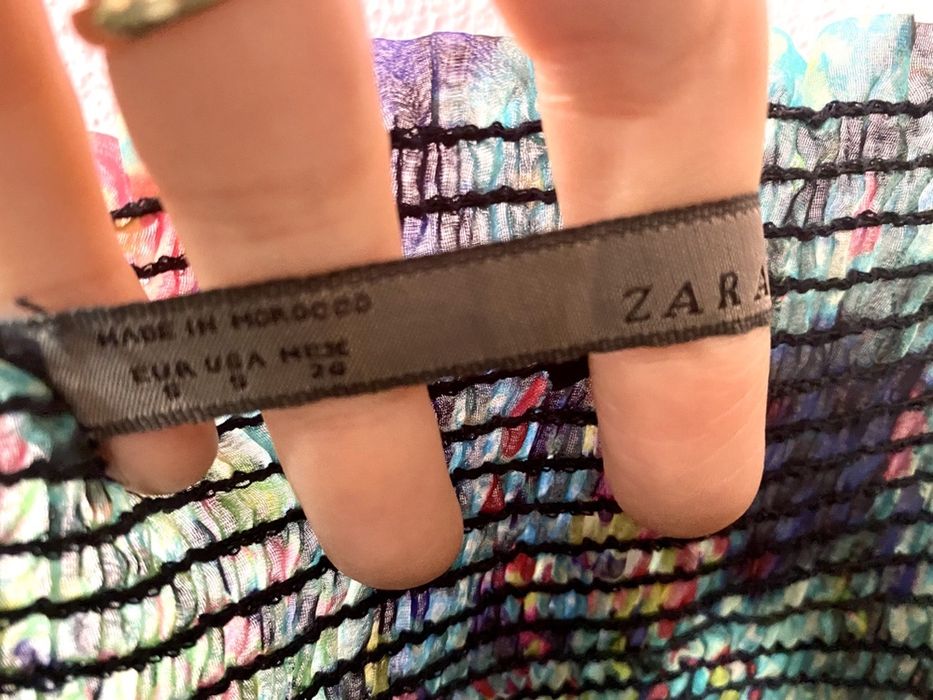 MADE IN MOROCCO
EUR USA MEX
S S 26
ZARA